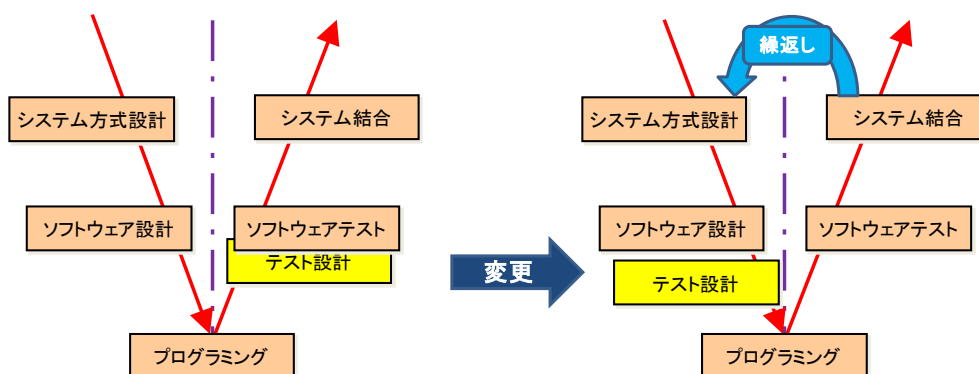 システム方式設計
システム結合
ソフトウェア設計
ソフトウェアテスト
テスト設計
プログラミング
変更
繰返し
システム方式設計
システム結合
ソフトウェア設計
ソフトウェアテスト
テスト設計
プログラミング